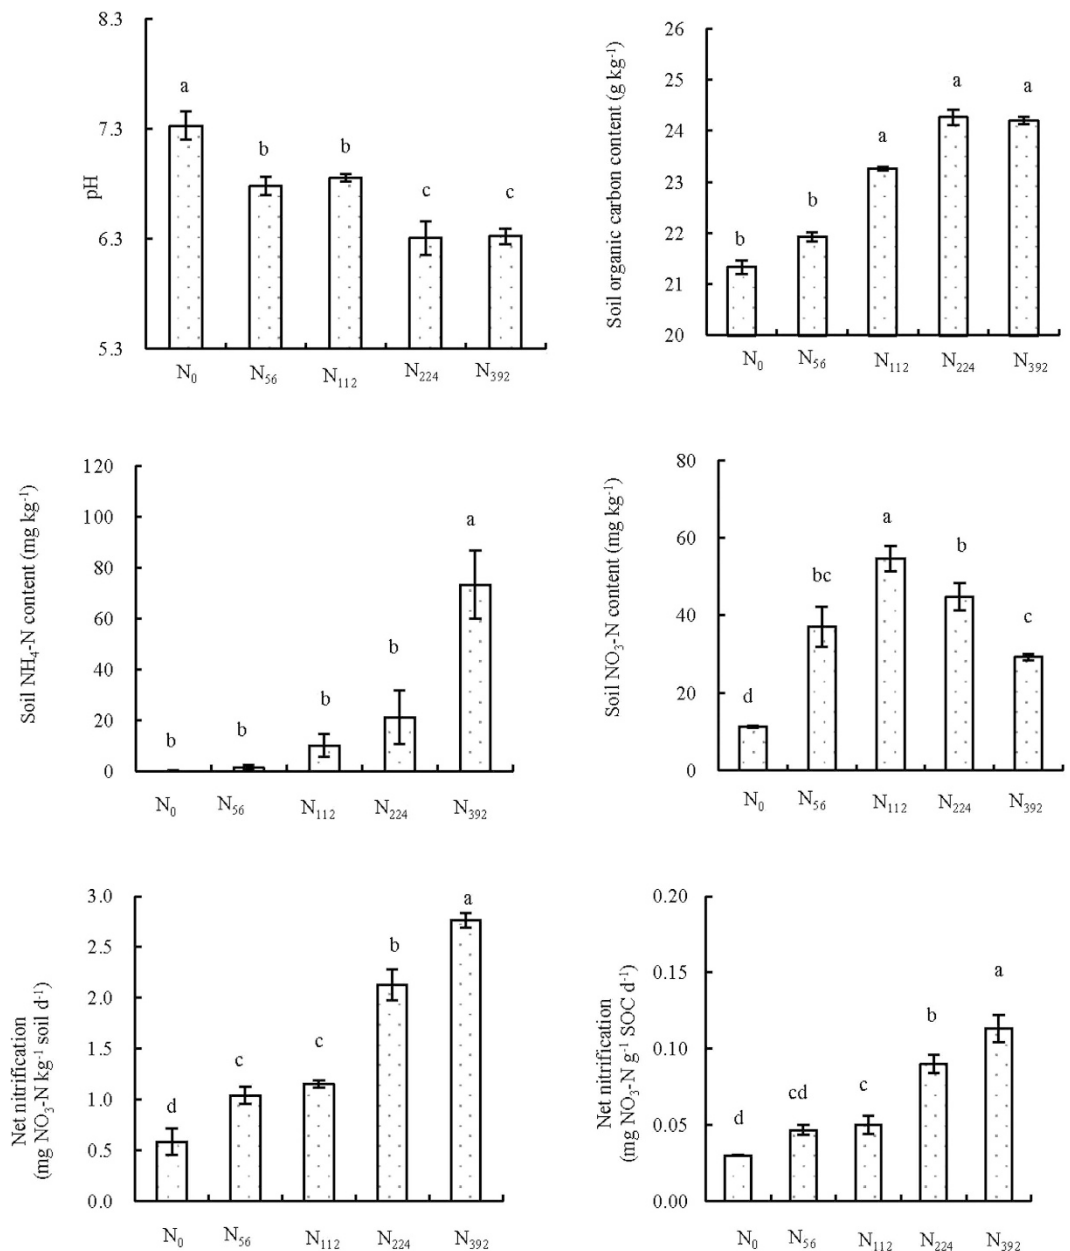 8.3
7.3
6.3
5.3
pH
a
b
b
c
c
N₀
N₅₆
N₁₁₂
N₂₂₄
N₃₉₂
26
25
24
23
22
21
20
Soil organic carbon content (g kg⁻¹)
b
b
a
a
a
N₀
N₅₆
N₁₁₂
N₂₂₄
N₃₉₂
120
100
80
60
40
20
0
Soil NH₄-N content (mg kg⁻¹)
b
b
b
b
a
N₀
N₅₆
N₁₁₂
N₂₂₄
N₃₉₂
80
60
40
20
0
Soil NO₃-N content (mg kg⁻¹)
d
bc
a
b
c
N₀
N₅₆
N₁₁₂
N₂₂₄
N₃₉₂
3.0
2.5
2.0
1.5
1.0
0.5
0.0
Net nitrification
(mg NO₃-N kg⁻¹ soil d⁻¹)
d
c
c
b
a
N₀
N₅₆
N₁₁₂
N₂₂₄
N₃₉₂
0.20
0.15
0.10
0.05
0.00
Net nitrification
(mg NO₃-N g⁻¹ SOC d⁻¹)
d
cd
c
b
a
N₀
N₅₆
N₁₁₂
N₂₂₄
N₃₉₂